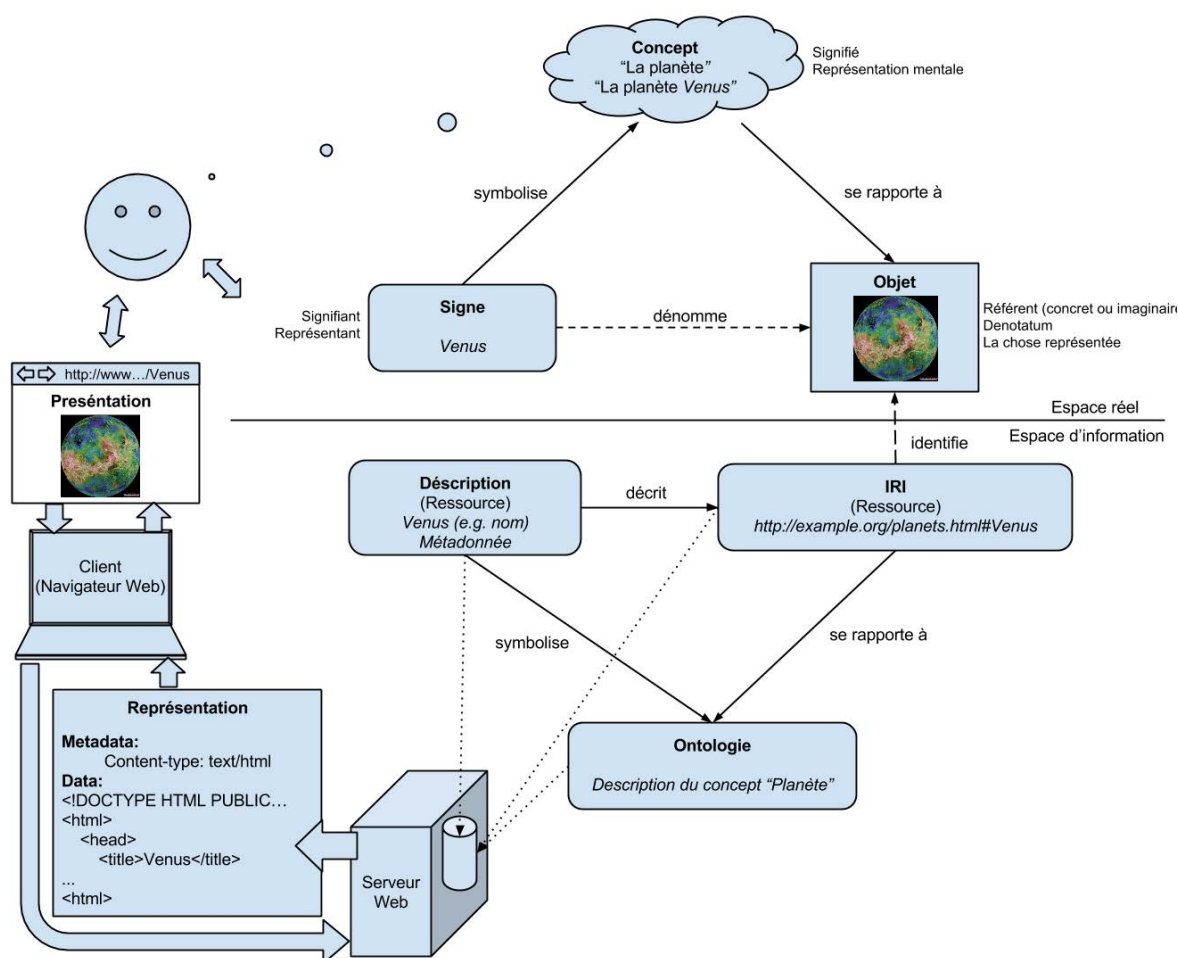 Concept
“La planète”
“La planète Venus”
Signifié
Représentation mentale
symbolise
se rapporte à
Signifiant
Représentant
Signe
Venus
dénomme
Objet
Référent (concret ou imaginaire
Denotatum
La chose représentée
http://www…/Venus
Preséntation
Espace réel
Espace d’information
identifie
Déscription
(Ressource)
Venus (e.g. nom)
Métadonnée
décrit
IRI
(Ressource)
http://example.org/planets.html#Venus
Client
(Navigateur Web)
symbolise
se rapporte à
Représentation
Metadata:
Content-type: text/html
Data:
<!DOCTYPE HTML PUBLIC…
<html>
<head>
<title>Venus</title>
...
<html>
Ontologie
Description du concept “Planète”
Serveur
Web